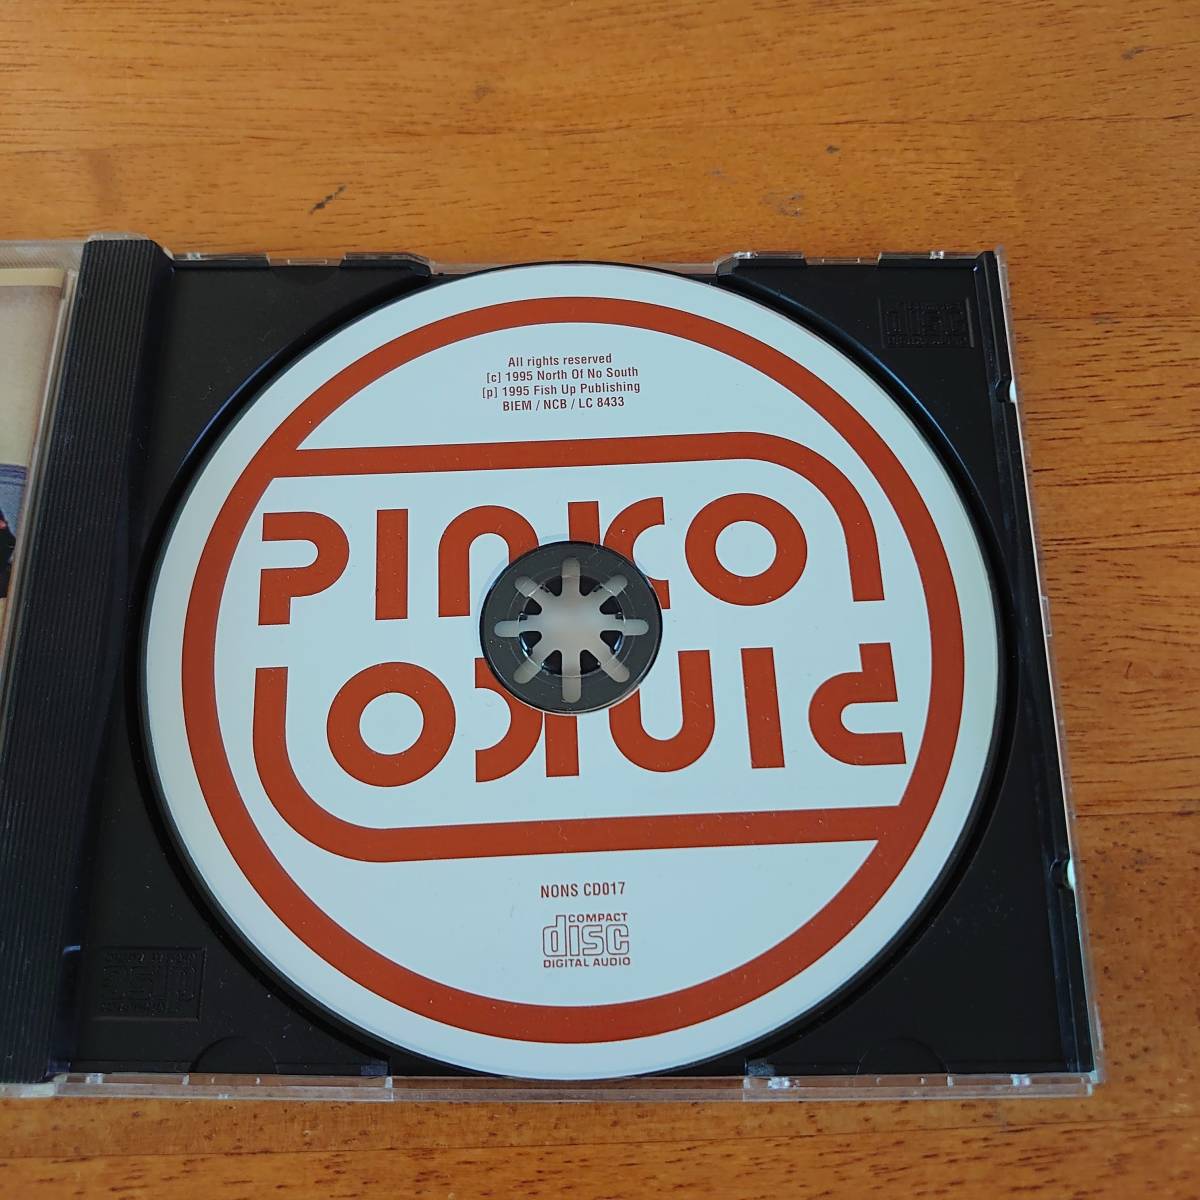 All rights reserved
[c] 1995 North Of No South
[p] 1995 Fish Up Publishing
BIEM / NCB / LC 8433
PINKO
PINKO
NONS CD017
COMPACT
disc
DIGITAL AUDIO